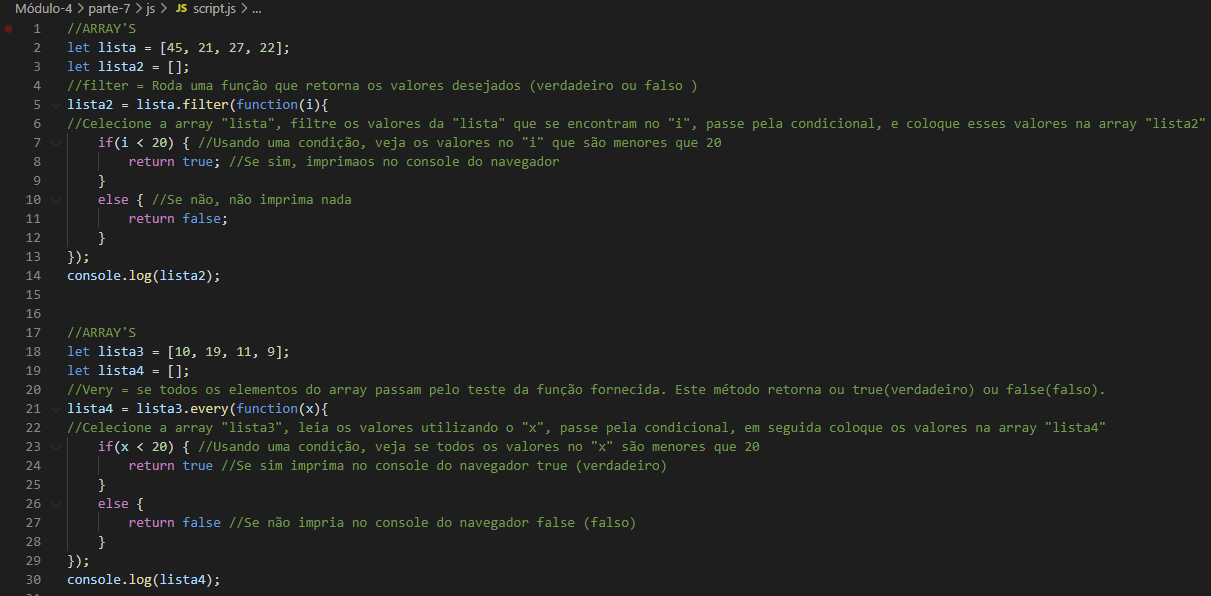 Módulo-4 > parte-7 > js > JS script.js > ...
1 //ARRAY'S
2 let lista = [45, 21, 27, 22];
3 let lista2 = [];
4 //filter = Roda uma função que retorna os valores desejados (verdadeiro ou falso )
5 lista2 = lista.filter(function(i){
6 //Celecione a array "lista", filtre os valores da "lista" que se encontram no "i", passe pela condicional, e coloque esses valores na array "lista2"
7 if(i < 20) { //Usando uma condição, veja os valores no "i" que são menores que 20
8 return true; //Se sim, imprimaos no console do navegador
9 }
10 else { //Se não, não imprima nada
11 return false;
12 }
13 });
14 console.log(lista2);
15
16
17 //ARRAY'S
18 let lista3 = [10, 19, 11, 9];
19 let lista4 = [];
20 //Very = se todos os elementos do array passam pelo teste da função fornecida. Este método retorna ou true(verdadeiro) ou false(falso).
21 lista4 = lista3.every(function(x){
22 //Celecione a array "lista3", leia os valores utilizando o "x", passe pela condicional, em seguida coloque os valores na array "lista4"
23 if(x < 20) { //Usando uma condição, veja se todos os valores no "x" são menores que 20
24 return true //Se sim imprima no console do navegador true (verdadeiro)
25 }
26 else {
27 return false //Se não impria no console do navegador false (falso)
28 }
29 });
30 console.log(lista4);